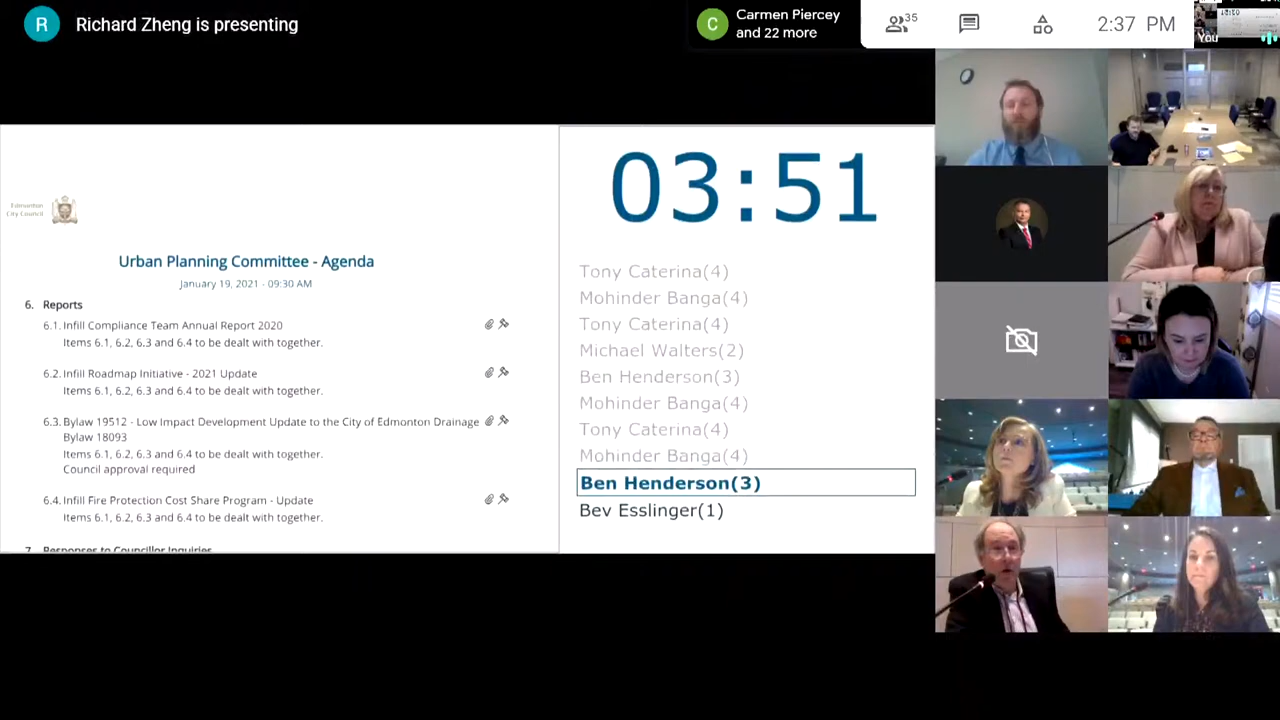 R
Richard Zheng is presenting
C
Carmen Piercey
and 22 more
35
2:37 PM
You
Edmonton
City Council
Urban Planning Committee - Agenda
January 19, 2021 - 09:30 AM
6. Reports
6.1. Infill Compliance Team Annual Report 2020
Items 6.1, 6.2, 6.3 and 6.4 to be dealt with together.
6.2. Infill Roadmap Initiative - 2021 Update
Items 6.1, 6.2, 6.3 and 6.4 to be dealt with together.
6.3. Bylaw 19512 - Low Impact Development Update to the City of Edmonton Drainage
Bylaw 18093
Items 6.1, 6.2, 6.3 and 6.4 to be dealt with together.
Council approval required
6.4. Infill Fire Protection Cost Share Program - Update
Items 6.1, 6.2, 6.3 and 6.4 to be dealt with together.
7. Responses to Councillor Inquiries
03:51
Tony Caterina(4)
Mohinder Banga(4)
Tony Caterina(4)
Michael Walters(2)
Ben Henderson(3)
Mohinder Banga(4)
Tony Caterina(4)
Mohinder Banga(4)
Ben Henderson(3)
Bev Esslinger(1)